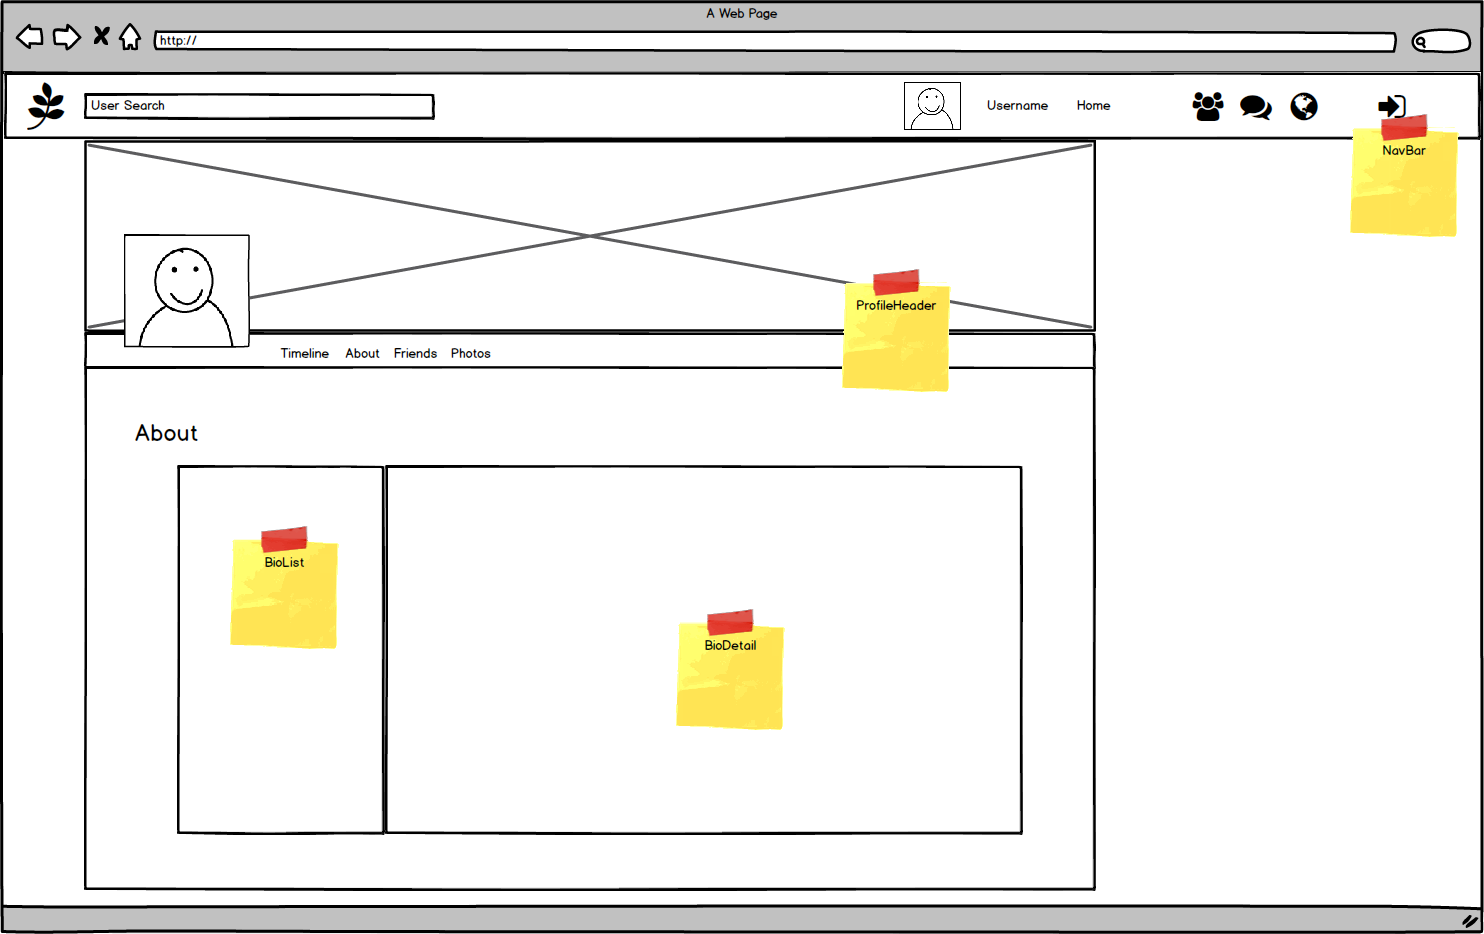 A Web Page
http://
User Search
Username
Home
NavBar
ProfileHeader
Timeline
About
Friends
Photos
About
BioList
BioDetail